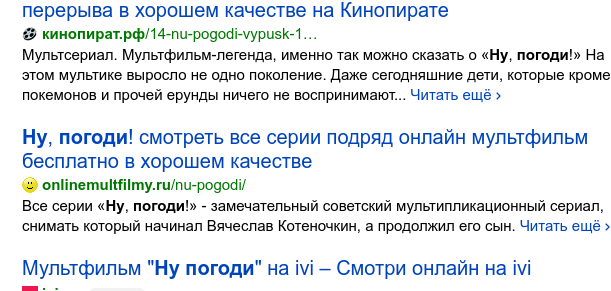 перерыва в хорошем качестве на Кинопирате
кинопират.рф/14-nu-pogodi-vypusk-1…
Мультсериал. Мультфильм-легенда, именно так можно сказать о «Ну, погоди!» На
этом мультике выросло не одно поколение. Даже сегодняшние дети, которые кроме
покемонов и прочей ерунды ничего не воспринимают... Читать ещё ›
Ну, погоди! смотреть все серии подряд онлайн мультфильм
бесплатно в хорошем качестве
onlinemultfilmy.ru/nu-pogodi/
Все серии «Ну, погоди!» - замечательный советский мультипликационный сериал,
снимать который начинал Вячеслав Котеночкин, а продолжил его сын. Читать ещё ›
Мультфильм "Ну погоди" на ivi – Смотри онлайн на ivi